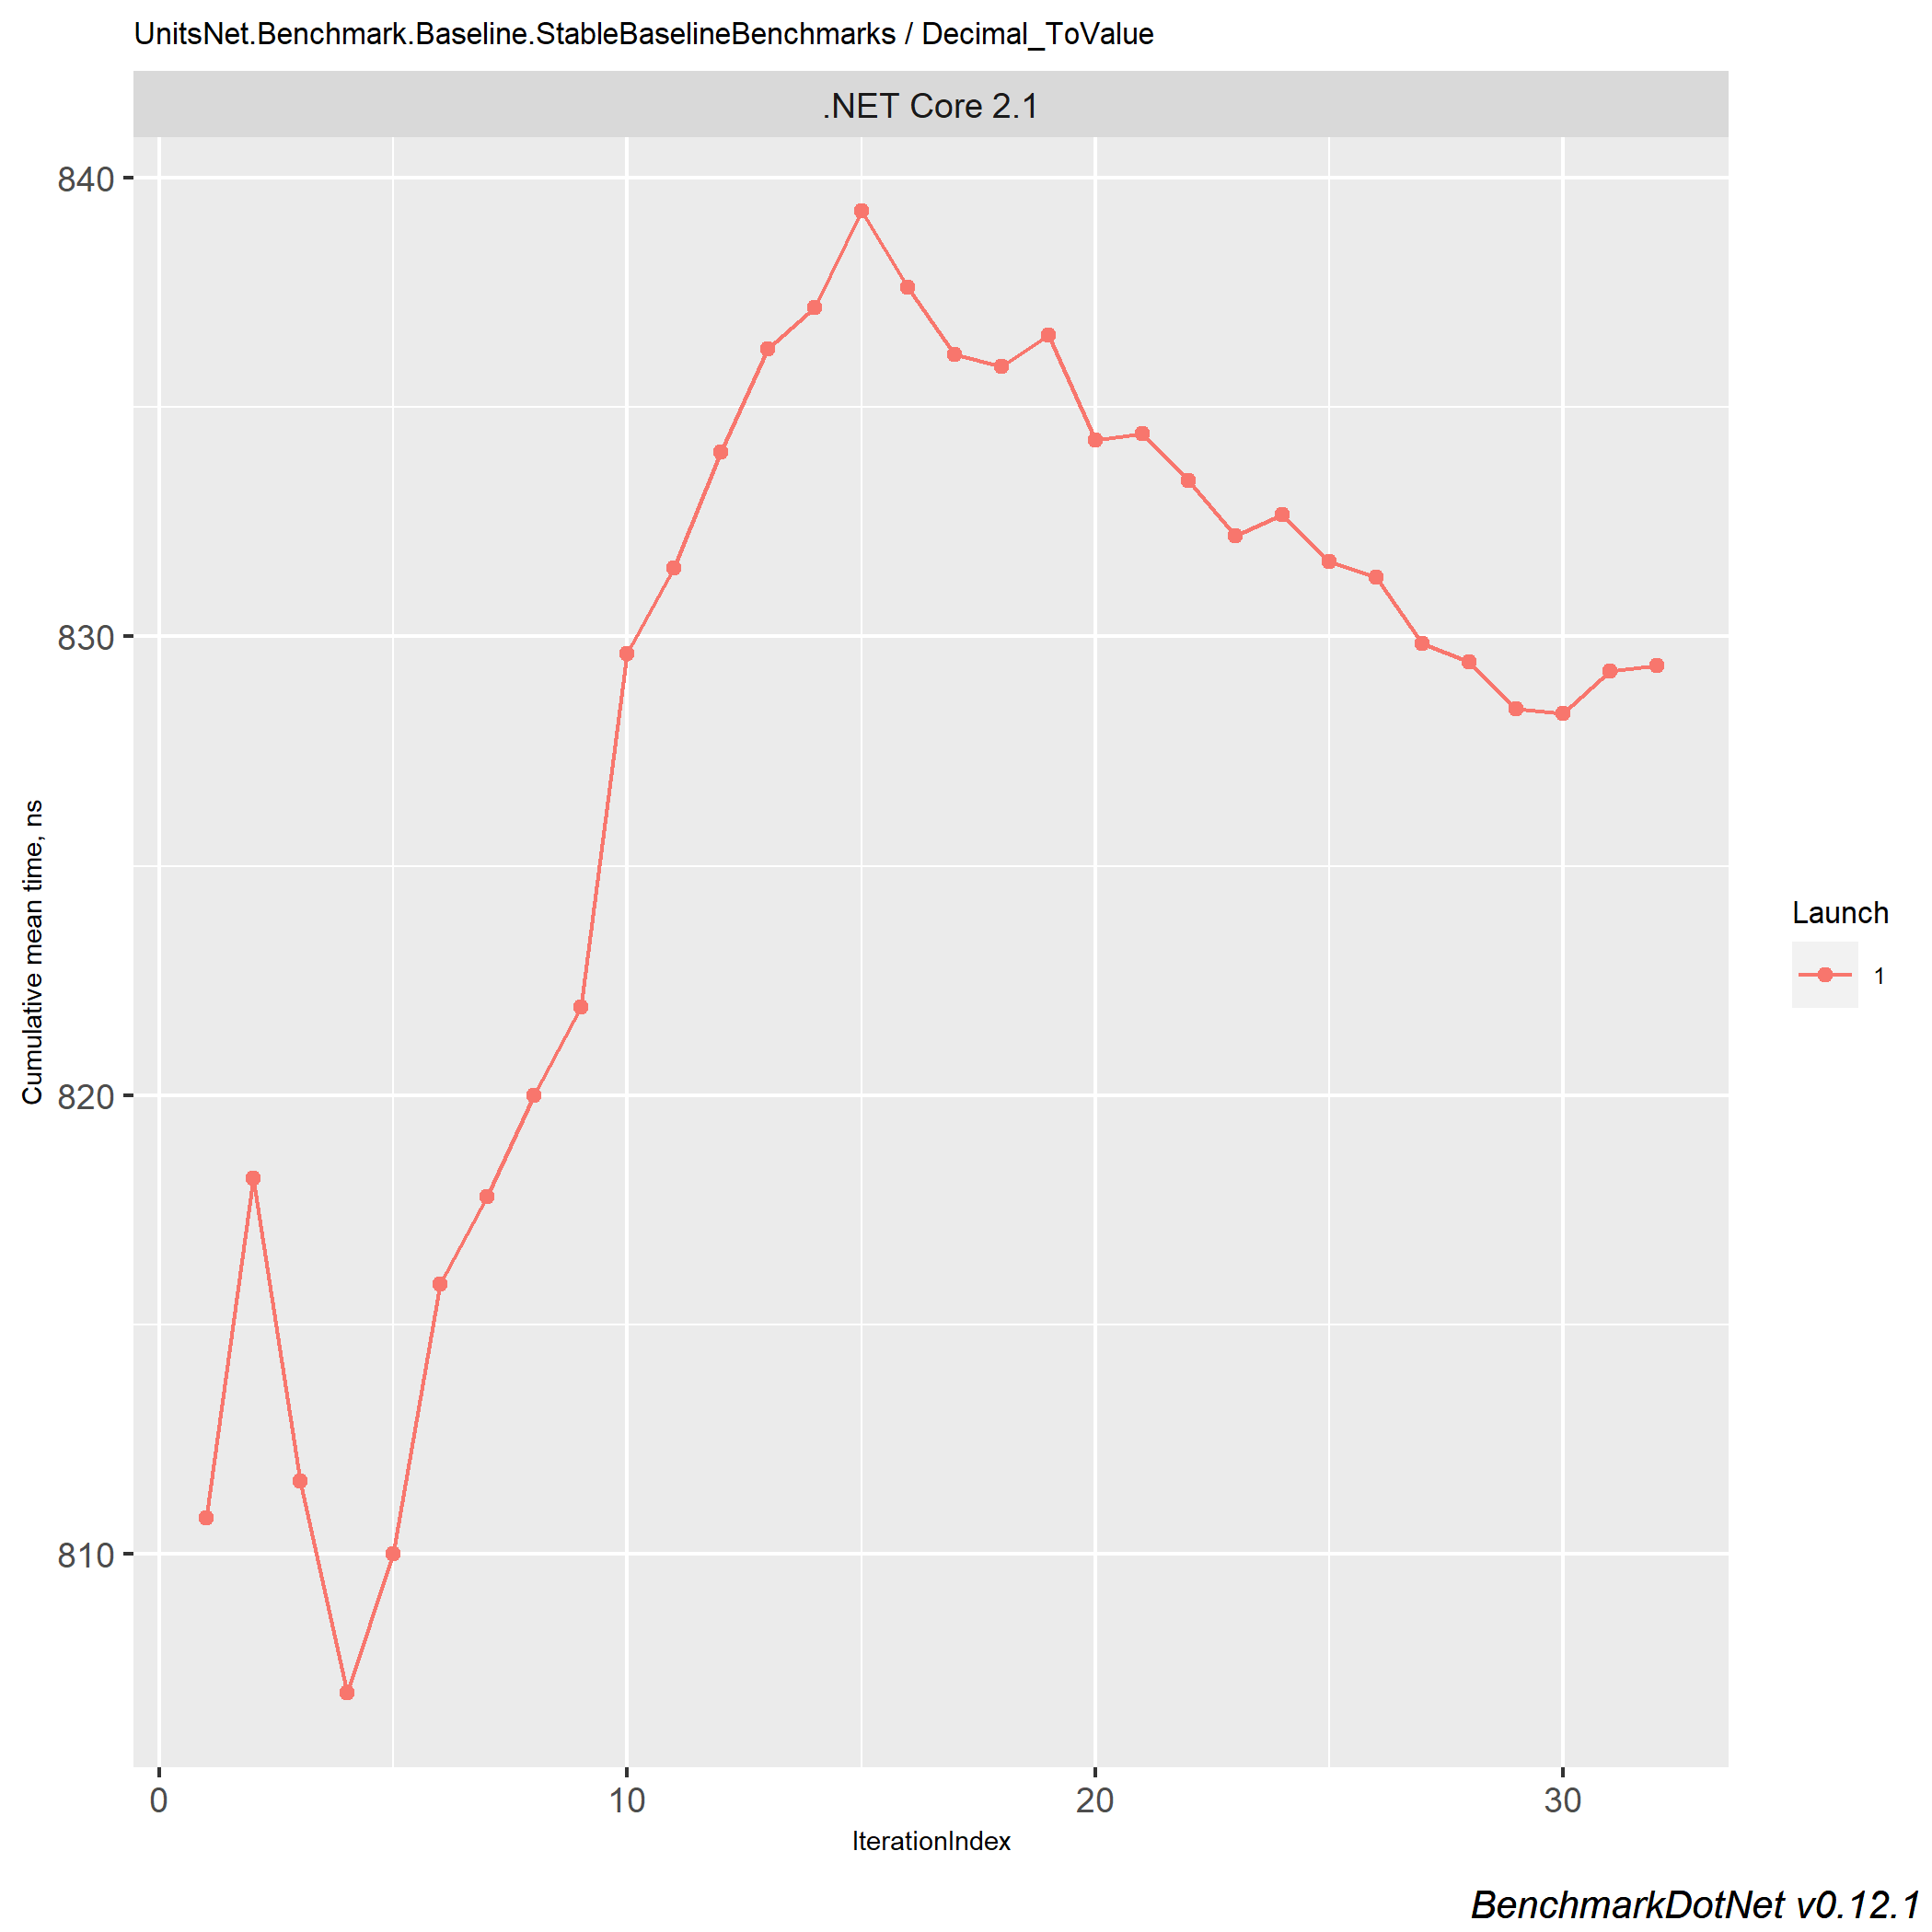 UnitsNet.Benchmark.Baseline.StableBaselineBenchmarks / Decimal_ToValue
.NET Core 2.1
840
830
820
810
Cumulative mean time, ns
0 10 20 30
IterationIndex
Launch
1
BenchmarkDotNet v0.12.1